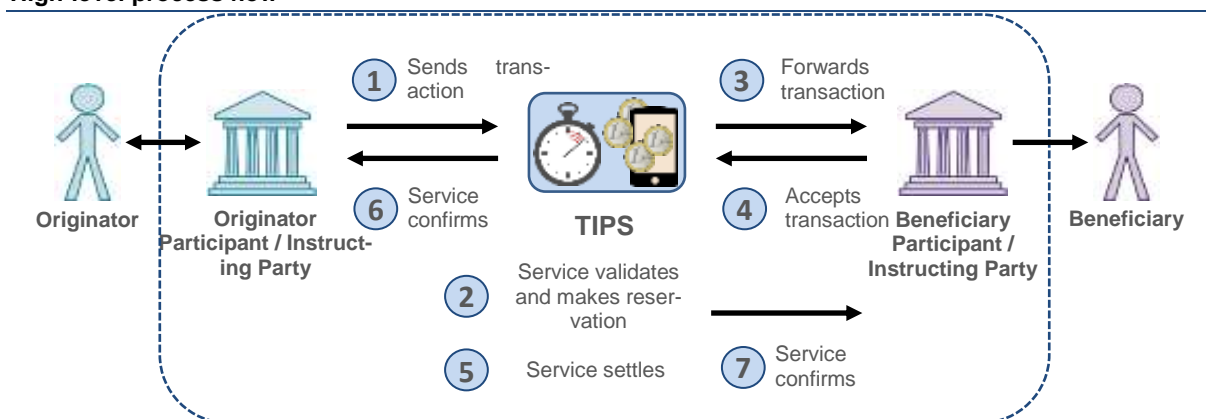 High-level process flow
1
Sends trans-
action
3
Forwards
transaction
6
Service
confirms
4
Accepts
transaction
Originator
Originator
Participant / Instruct-
ing Party
TIPS
Beneficiary
Participant /
Instructing Party
Beneficiary
2
Service validates
and makes reser-
vation
5
Service settles
7
Service
confirms